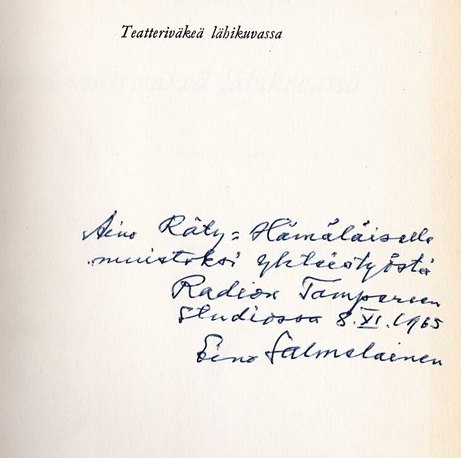 Teatteriväkeä lähikuvassa
Aino Räty=Hämäläiselle
muistoksi yhteistyöstä
Radion Tampereen
studiossa 8.XI.1965
Eino Salmelainen